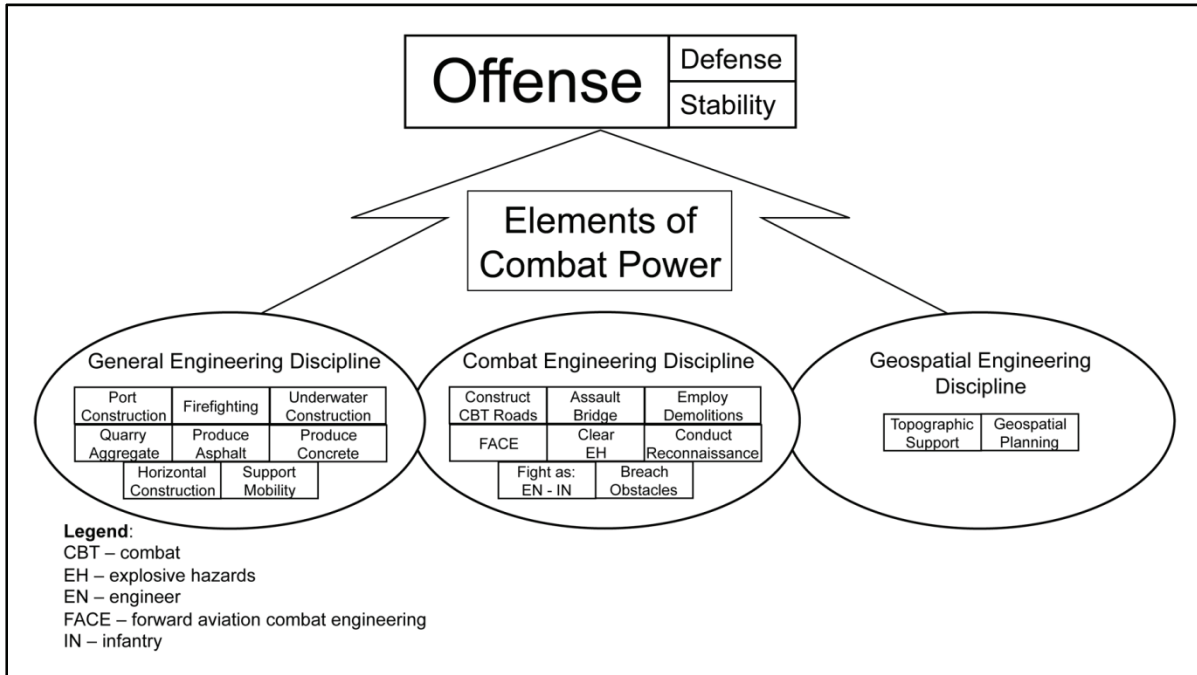 Offense
Defense
Stability
Elements of
Combat Power
General Engineering Discipline
Port
Construction
Firefighting
Underwater
Construction
Quarry
Aggregate
Produce
Asphalt
Produce
Concrete
Horizontal
Construction
Support
Mobility
Combat Engineering Discipline
Construct
CBT Roads
Assault
Bridge
Employ
Demolitions
FACE
Clear
EH
Conduct
Reconnaissance
Fight as:
EN - IN
Breach
Obstacles
Geospatial Engineering
Discipline
Topographic
Support
Geospatial
Planning
Legend:
CBT – combat
EH – explosive hazards
EN – engineer
FACE – forward aviation combat engineering
IN – infantry